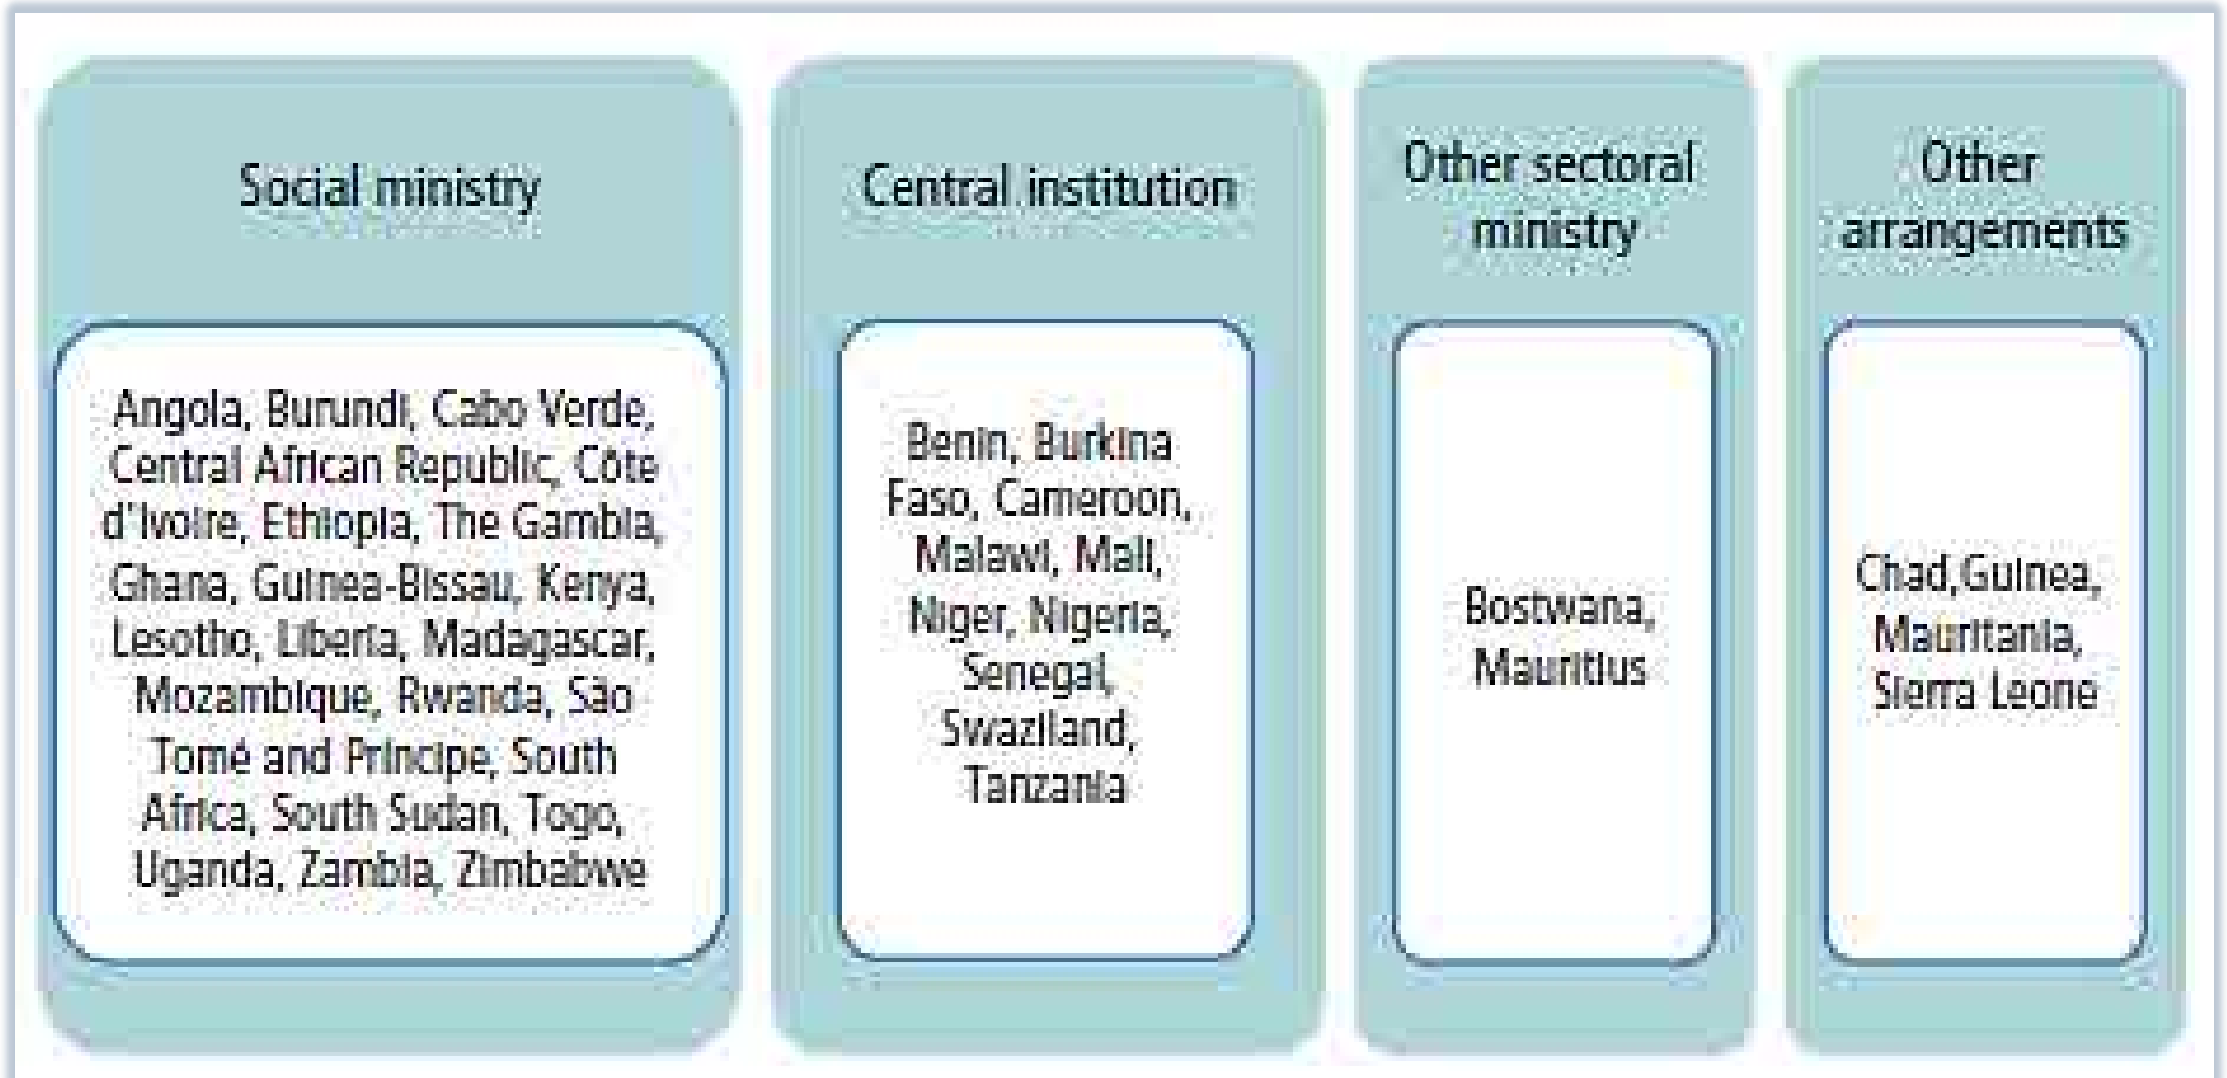 Social ministry
Angola, Burundi, Cabo Verde,
Central African Republic, Côte
d'Ivoire, Ethiopia, The Gambia,
Ghana, Guinea-Bissau, Kenya,
Lesotho, Liberia, Madagascar,
Mozambique, Rwanda, São
Tomé and Principe, South
Africa, South Sudan, Togo,
Uganda, Zambia, Zimbabwe
Central institution
Benin, Burkina
Faso, Cameroon,
Malawi, Mali,
Niger, Nigeria,
Senegal,
Swaziland,
Tanzania
Other sectoral
ministry
Bostwana,
Mauritius
Other
arrangements
Chad,Guinea,
Mauritania,
Sierra Leone